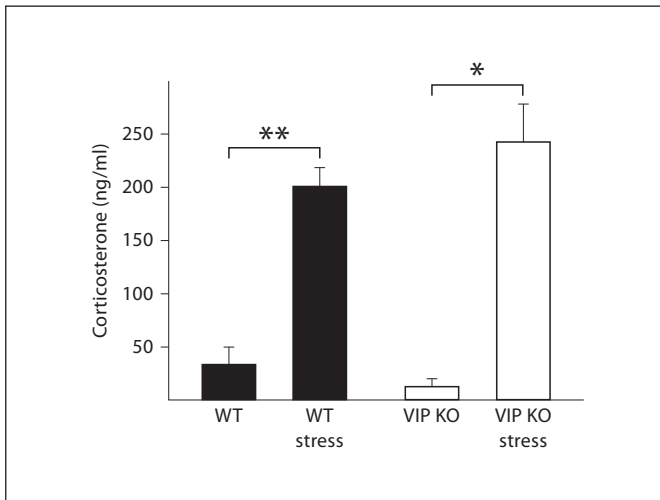 *
**
250
200
150
100
50
Corticosterone (ng/ml)
WT
WT
stress
VIP KO
VIP KO
stress